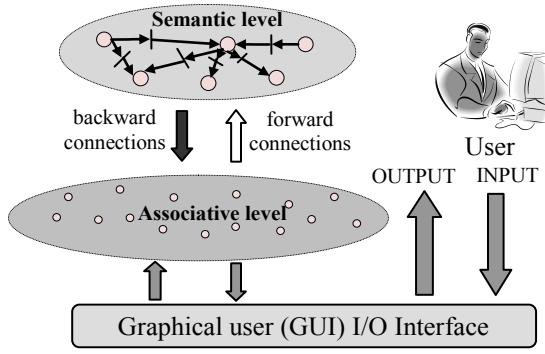 Semantic level
backward
connections
forward
connections
User
OUTPUT
INPUT
Associative level
Graphical user (GUI) I/O Interface